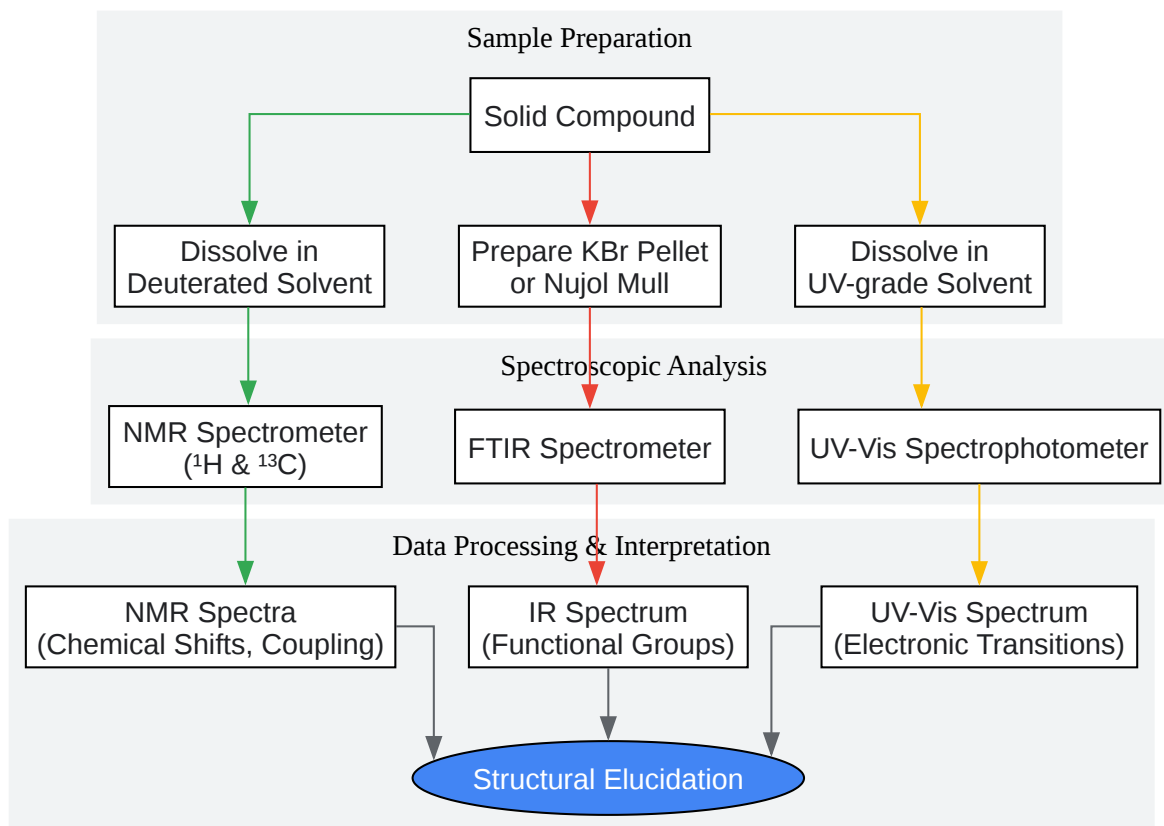 Sample Preparation
Solid Compound
Dissolve in
Deuterated Solvent
Prepare KBr Pellet
or Nujol Mull
Dissolve in
UV-grade Solvent
Spectroscopic Analysis
NMR Spectrometer
(¹H & ¹³C)
FTIR Spectrometer
UV-Vis Spectrophotometer
Data Processing & Interpretation
NMR Spectra
(Chemical Shifts, Coupling)
IR Spectrum
(Functional Groups)
UV-Vis Spectrum
(Electronic Transitions)
Structural Elucidation